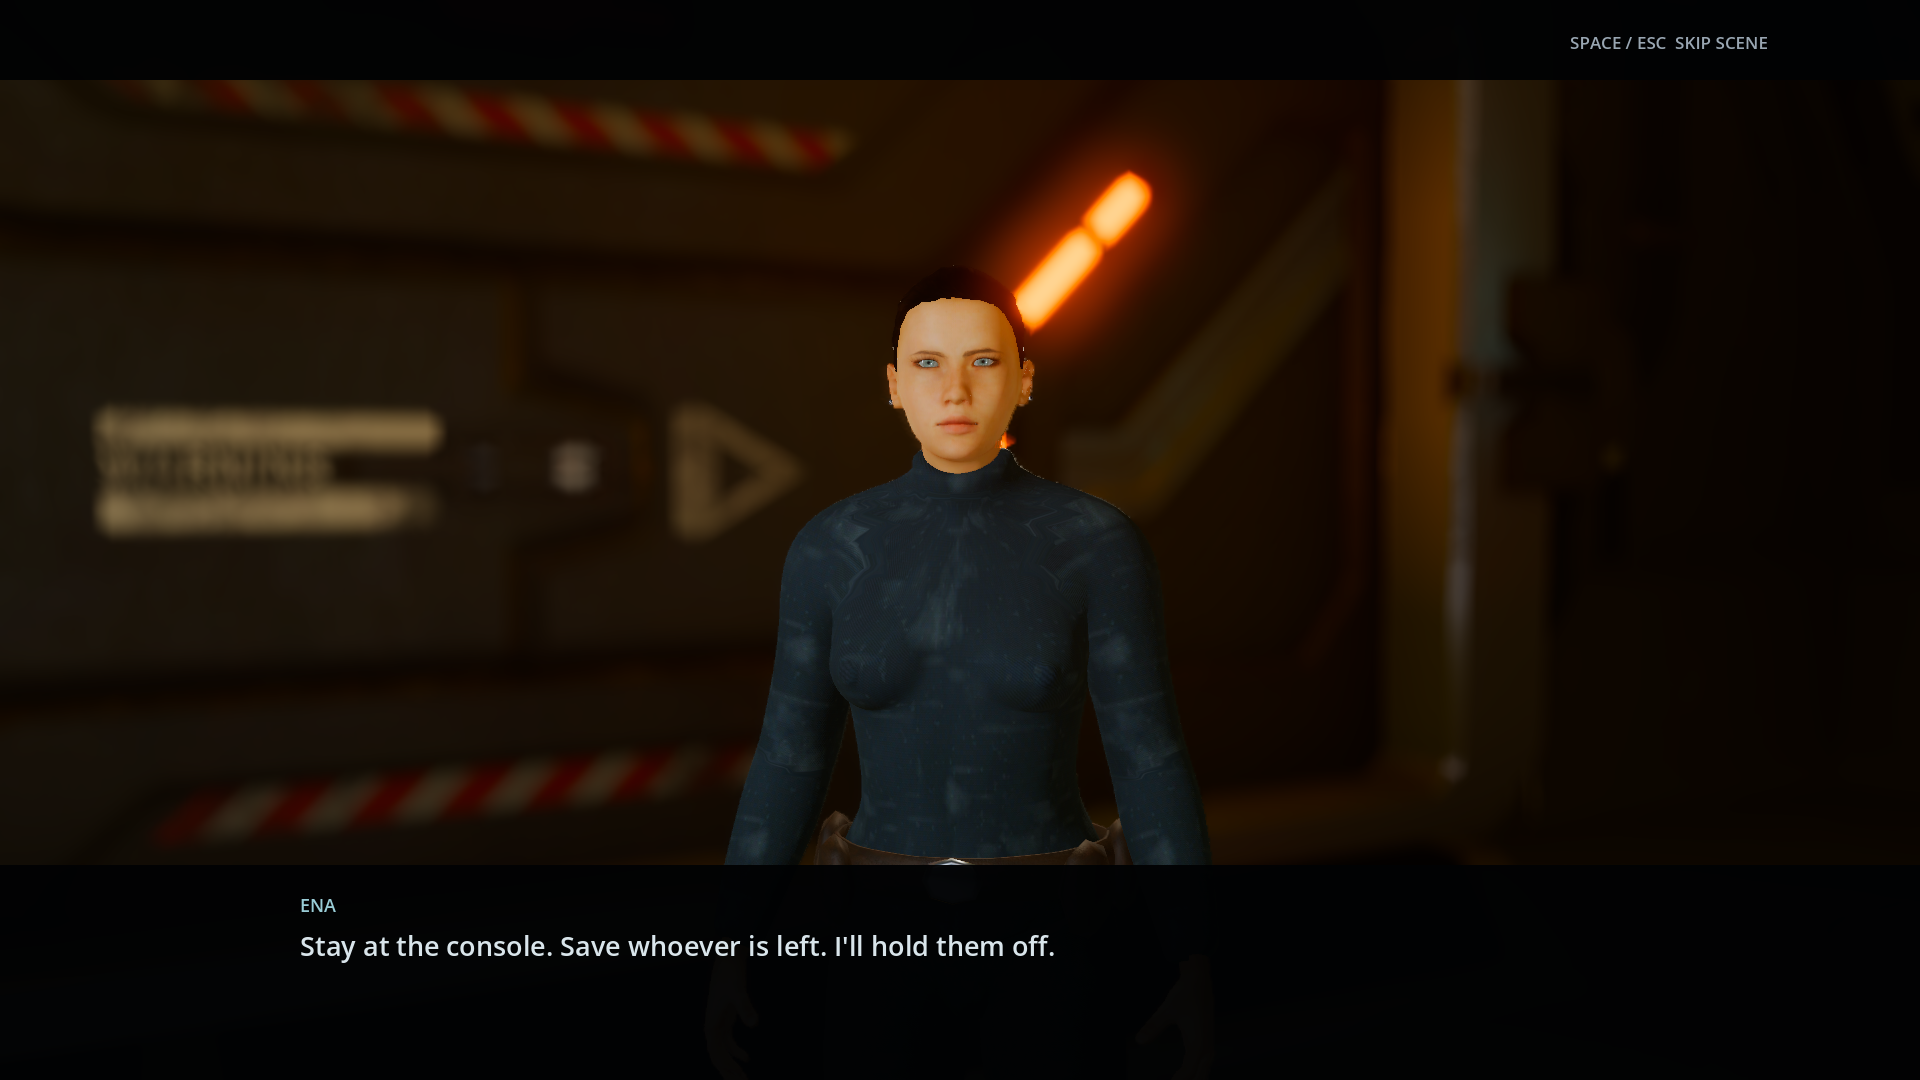 SPACE / ESC SKIP SCENE
ENA
Stay at the console. Save whoever is left. I'll hold them off.